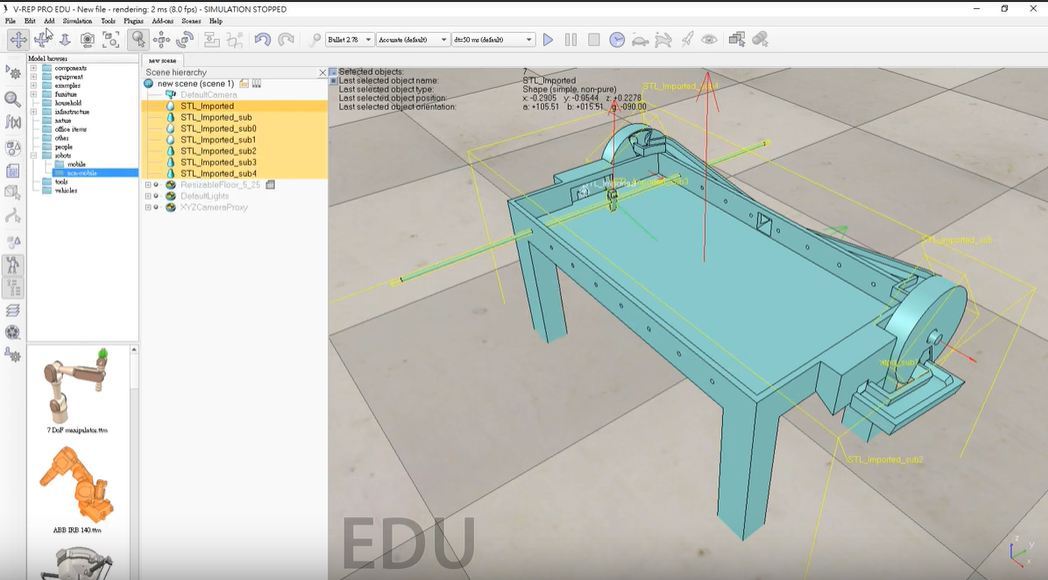 V-REP PRO EDU - New file - rendering: 2 ms (8.0 fps) - SIMULATION STOPPED
File Edit Add Simulation Tools Plugins Add-ons Scenes Help
Bullet 2.78 Accurate (default) dt=50 ms (default)
Model browser
components
equipment
examples
furniture
household
infrastructure
nature
office items
other
people
robots
mobile
non-mobile
tools
vehicles
7 DoF manipulator.ttm
ABB IRB 140.ttm
new scene
Scene hierarchy
new scene (scene 1)
DefaultCamera
STL_Imported
STL_Imported_sub
STL_Imported_sub0
STL_Imported_sub1
STL_Imported_sub2
STL_Imported_sub3
STL_Imported_sub4
ResizableFloor_5_25
DefaultLights
XYZCameraProxy
Selected objects: 7
Last selected object name: STL_Imported
Last selected object type: Shape (simple, non-pure)
Last selected object position: x: -0.2905 y: -0.0544 z: +0.2278
Last selected object orientation: a: +105.51 b: +015.51 g: -090.00
STL_Imported_sub
STL_Imported_sub2
EDU